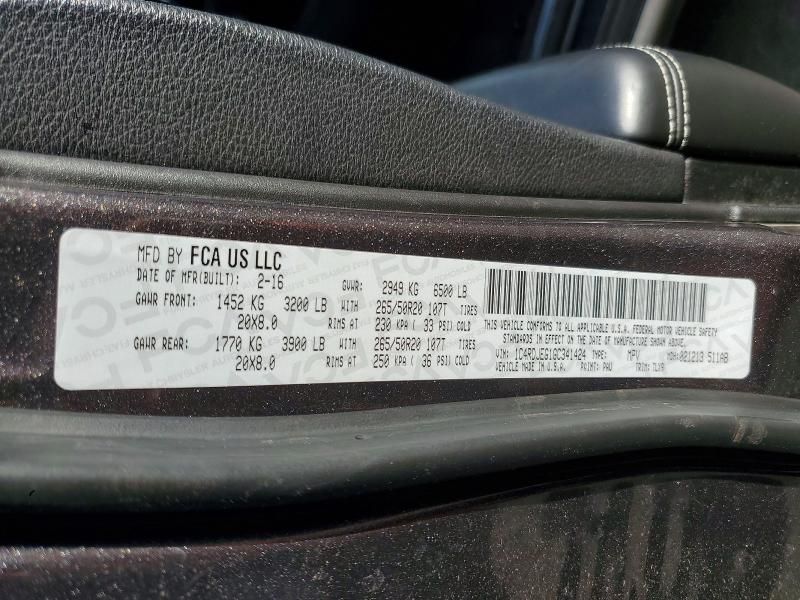 MFD BY FCA US LLC
DATE OF MFR(BUILT): 2-16 GVWR: 2949 KG 6500 LB
GAWR FRONT: 1452 KG 3200 LB WITH 265/50R20 107T TIRES
20X8.0 RIMS AT 230 KPA ( 33 PSI) COLD
GAWR REAR: 1770 KG 3900 LB WITH 265/50R20 107T TIRES
20X8.0 RIMS AT 250 KPA ( 36 PSI) COLD
THIS VEHICLE CONFORMS TO ALL APPLICABLE U.S.A. FEDERAL MOTOR VEHICLE SAFETY
STANDARDS IN EFFECT ON THE DATE OF MANUFACTURE SHOWN ABOVE.
VIN: 1C4RDJEG1GC341424 TYPE: MPV MDH: 021213 511AB
VEHICLE MADE IN U.S.A. PAINT: PAU TRIM: TLX9